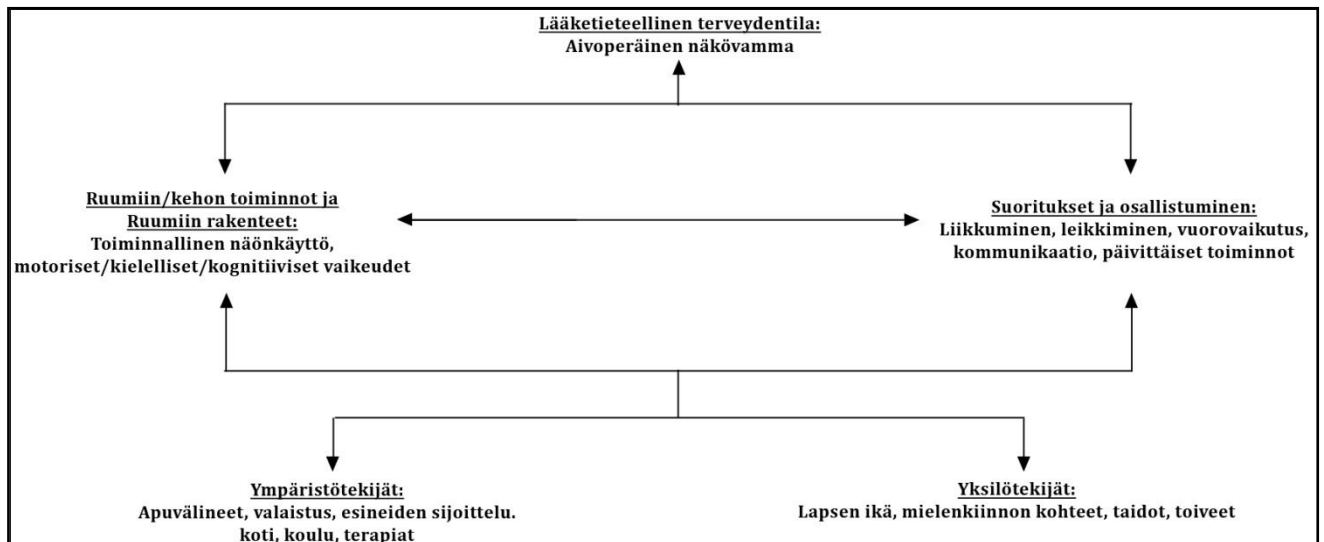 Lääketieteellinen terveydentila:
Aivoperäinen näkövamma
Ruumiin/kehon toiminnot ja
Ruumiin rakenteet:
Toiminnallinen näönkäyttö,
motoriset/kielelliset/kognitiiviset vaikeudet
Suoritukset ja osallistuminen:
Liikkuminen, leikkiminen, vuorovaikutus,
kommunikaatio, päivittäiset toiminnot
Ympäristötekijät:
Apuvälineet, valaistus, esineiden sijoittelu.
koti, koulu, terapiat
Yksilötekijät:
Lapsen ikä, mielenkiinnon kohteet, taidot, toiveet